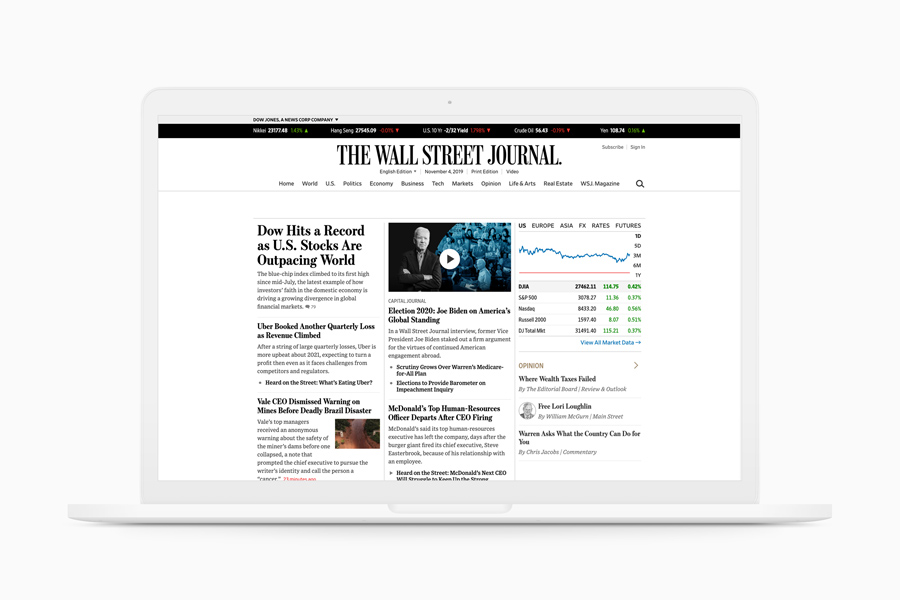 DOW JONES, A NEWS CORP COMPANY ▼
Nikkei 23177.48 1.43% ▲ Hang Seng 27545.09 -0.01% ▼ U.S. 10 Yr -2/32 Yield 1.798% ▼ Crude Oil 56.43 -0.19% ▼ Yen 108.74 0.16% ▲
Subscribe | Sign In
THE WALL STREET JOURNAL.
English Edition ▼ | November 4, 2019 | Print Edition | Video
Home World U.S. Politics Economy Business Tech Markets Opinion Life & Arts Real Estate WSJ. Magazine
Dow Hits a Record
as U.S. Stocks Are
Outpacing World
The blue-chip index climbed to its first high
since mid-July, the latest example of how
investors' faith in the domestic economy is
driving a growing divergence in global
financial markets. 79
Uber Booked Another Quarterly Loss
as Revenue Climbed
After a string of large quarterly losses, Uber is
more upbeat about 2021, expecting to turn a
profit then even as it faces challenges from
competitors and regulators.
Heard on the Street: What's Eating Uber?
Vale CEO Dismissed Warning on
Mines Before Deadly Brazil Disaster
Vale's top managers
received an anonymous
warning about the safety of
the miner's dams before one
collapsed, a note that
prompted the chief executive to pursue the
writer's identity and call the person a
"cancer." 23 minutes ago
CAPITAL JOURNAL
Election 2020: Joe Biden on America's
Global Standing
In a Wall Street Journal interview, former Vice
President Joe Biden staked out a firm argument
for the virtues of continued American
engagement abroad.
Scrutiny Grows Over Warren's Medicare-
for-All Plan
Elections to Provide Barometer on
Impeachment Inquiry
McDonald's Top Human-Resources
Officer Departs After CEO Firing
McDonald's said its top human-resources
executive has left the company, days after the
burger giant fired its chief executive, Steve
Easterbrook, because of his relationship with
an employee.
Heard on the Street: McDonald's Next CEO
Will Struggle to Keep Up the Strong
US EUROPE ASIA FX RATES FUTURES
1D
5D
3M
6M
1Y
DJIA 27462.11 114.75 0.42%
S&P 500 3078.27 11.36 0.37%
Nasdaq 8433.20 46.80 0.56%
Russell 2000 1597.40 8.07 0.51%
DJ Total Mkt 31491.40 115.21 0.37%
View All Market Data →
OPINION
Where Wealth Taxes Failed
By The Editorial Board | Review & Outlook
Free Lori Loughlin
By William McGurn | Main Street
Warren Asks What the Country Can Do for
You
By Chris Jacobs | Commentary